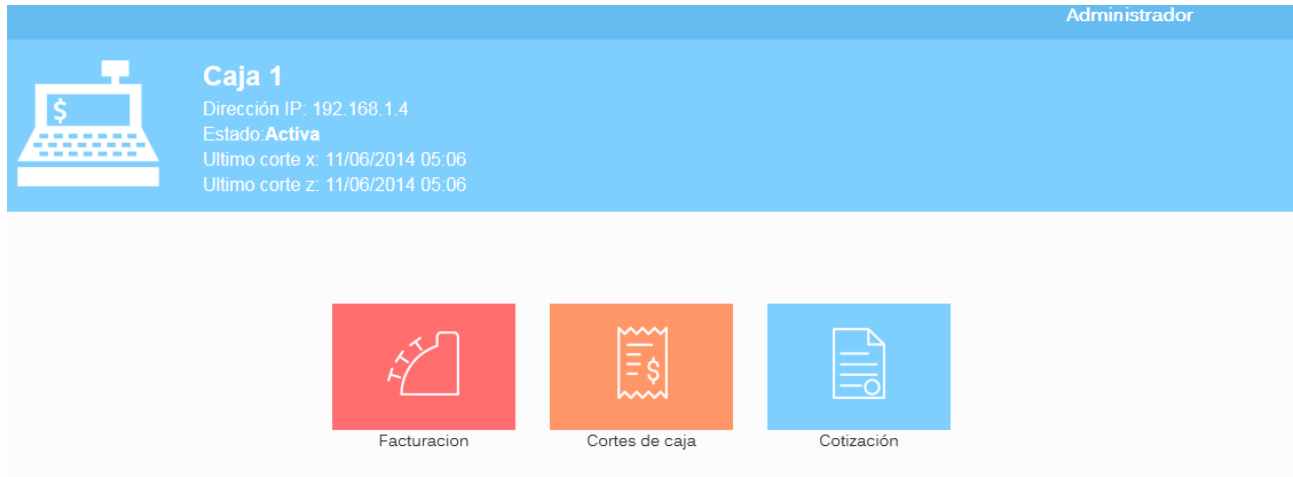 Administrador
Caja 1
$
Dirección IP: 192.168.1.4
Estado:Activa
Ultimo corte x: 11/06/2014 05:06
Ultimo corte z: 11/06/2014 05:06
$
Facturacion
Cortes de caja
Cotización